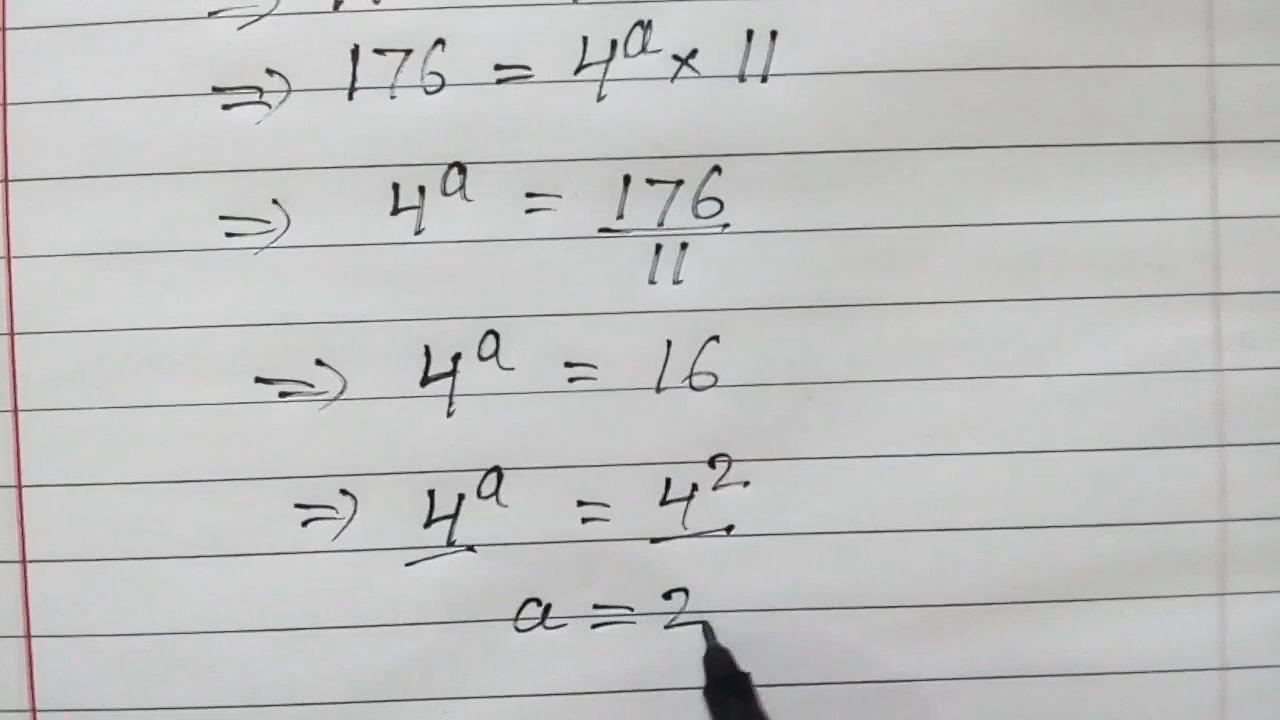 ⇒ 176 = 4^a × 11
⇒ 4^a = 176/11
⇒ 4^a = 16
⇒ 4^a = 4^2
a = 2